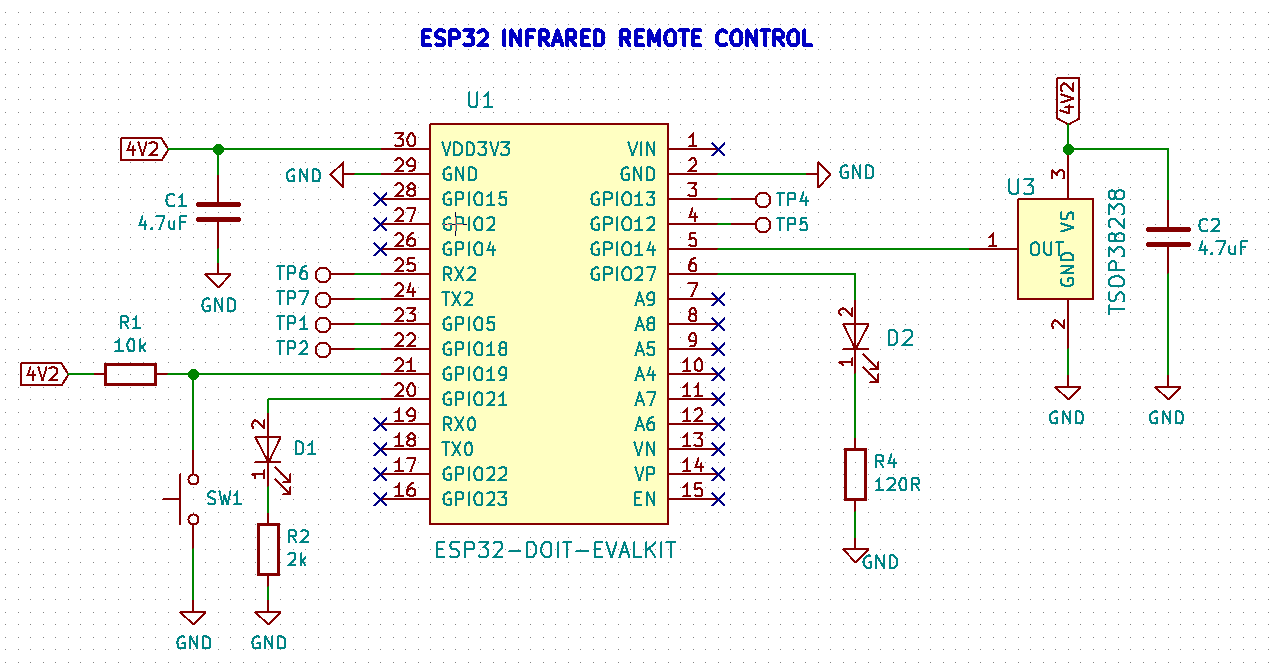 ESP32 INFRARED REMOTE CONTROL
U1
4V2
30 VDD3V3
VIN 1
GND 29 GND
GND 2 GND
28 GPIO15
GPIO13 3 TP4
27 GPIO2
GPIO12 4 TP5
26 GPIO4
GPIO14 5
TP6 25 RX2
GPIO27 6
TP7 24 TX2
A9 7
TP1 23 GPIO5
A8 8
TP2 22 GPIO18
A5 9
21 GPIO19
A4 10
20 GPIO21
A7 11
19 RX0
A6 12
18 TX0
VN 13
17 GPIO22
VP 14
16 GPIO23
EN 15
ESP32-DOIT-EVALKIT
C1
4.7uF
GND
R1
10k
4V2
SW1
GND
2
D1
1
R2
2k
GND
2
D2
1
R4
120R
GND
4V2
3
U3
VS
1 OUT
GND
TSOP38238
2
GND
C2
4.7uF
GND